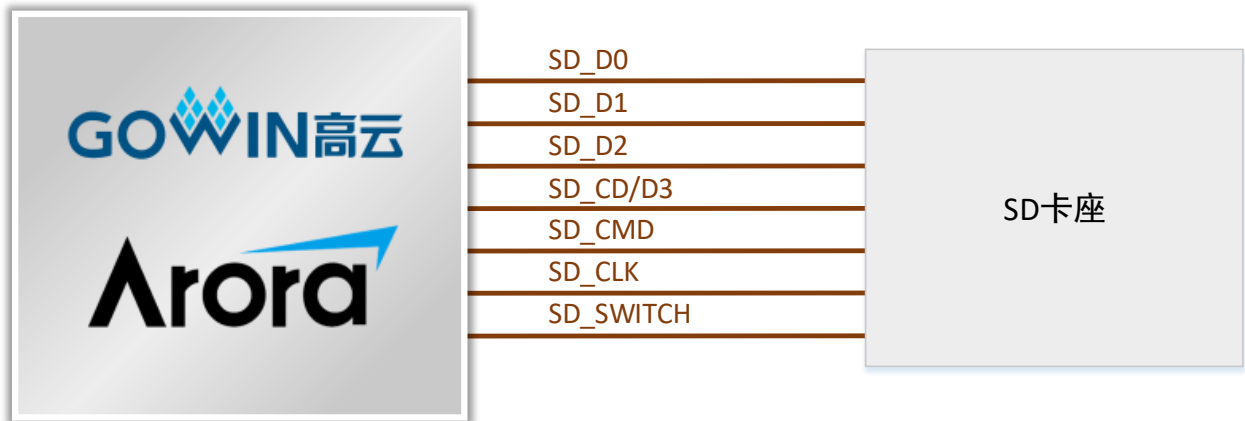 GOWIN高云
Arora
SD_D0
SD_D1
SD_D2
SD_CD/D3
SD_CMD
SD_CLK
SD_SWITCH
SD卡座